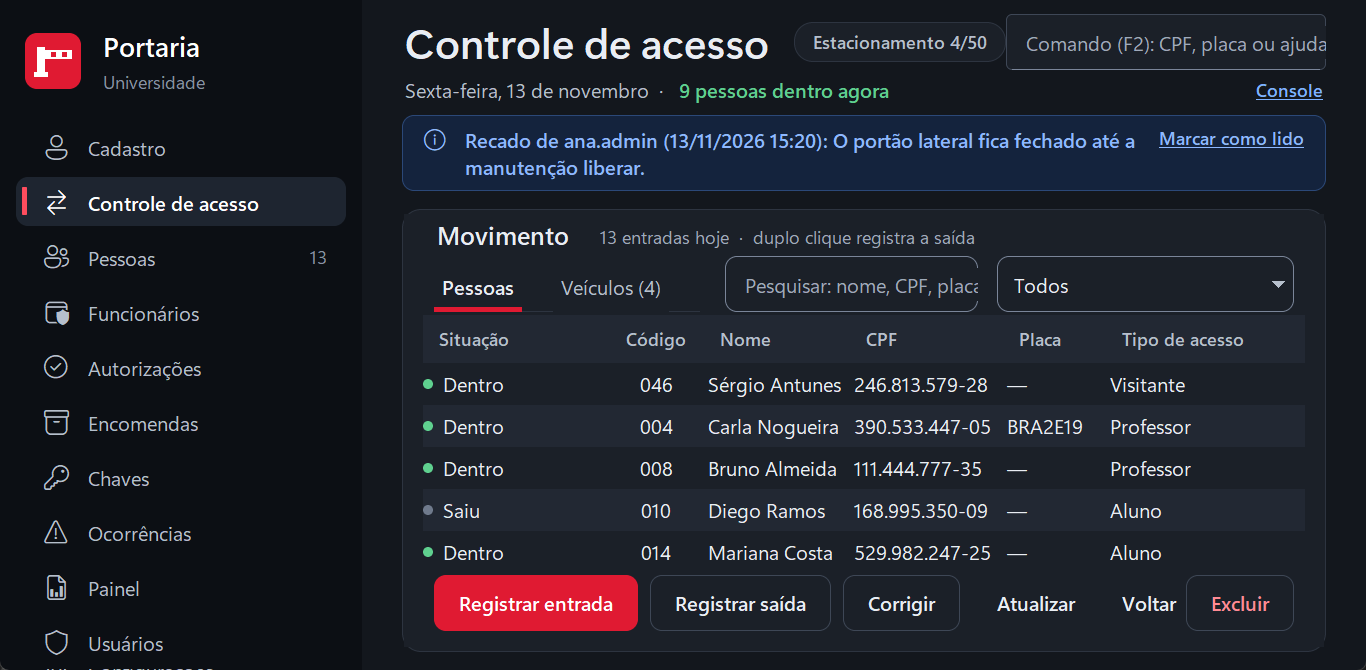 Portaria
Universidade
Cadastro
Controle de acesso
Pessoas 13
Funcionários
Autorizações
Encomendas
Chaves
Ocorrências
Painel
Usuários
Controle de acesso
Estacionamento 4/50
Comando (F2): CPF, placa ou ajuda
Sexta-feira, 13 de novembro · 9 pessoas dentro agora
Console
Recado de ana.admin (13/11/2026 15:20): O portão lateral fica fechado até a
manutenção liberar.
Marcar como lido
Movimento 13 entradas hoje · duplo clique registra a saída
Pessoas Veículos (4) Pesquisar: nome, CPF, placa Todos
Situação Código Nome CPF Placa Tipo de acesso
Dentro 046 Sérgio Antunes 246.813.579-28 — Visitante
Dentro 004 Carla Nogueira 390.533.447-05 BRA2E19 Professor
Dentro 008 Bruno Almeida 111.444.777-35 — Professor
Saiu 010 Diego Ramos 168.995.350-09 — Aluno
Dentro 014 Mariana Costa 529.982.247-25 — Aluno
Registrar entrada Registrar saída Corrigir Atualizar Voltar Excluir